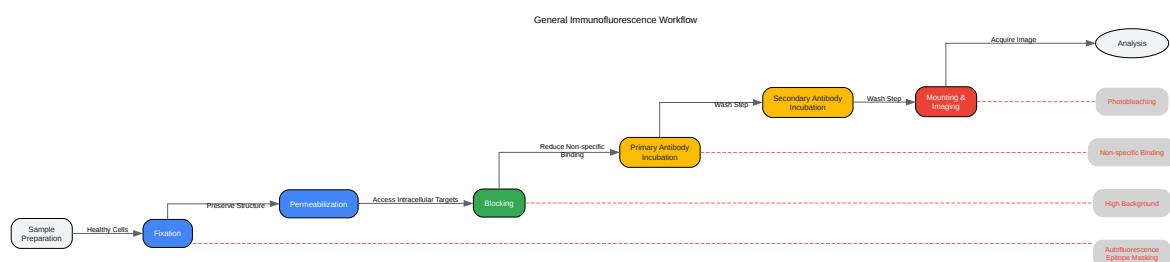 General Immunofluorescence Workflow
Acquire Image
Analysis
Secondary Antibody
Incubation
Wash Step
Mounting &
Imaging
Photobleaching
Wash Step
Reduce Non-specific
Binding
Primary Antibody
Incubation
Non-specific Binding
Preserve Structure
Permeabilization
Access Intracellular Targets
Blocking
High Background
Sample
Preparation
Healthy Cells
Fixation
Autofluorescence
Epitope Masking